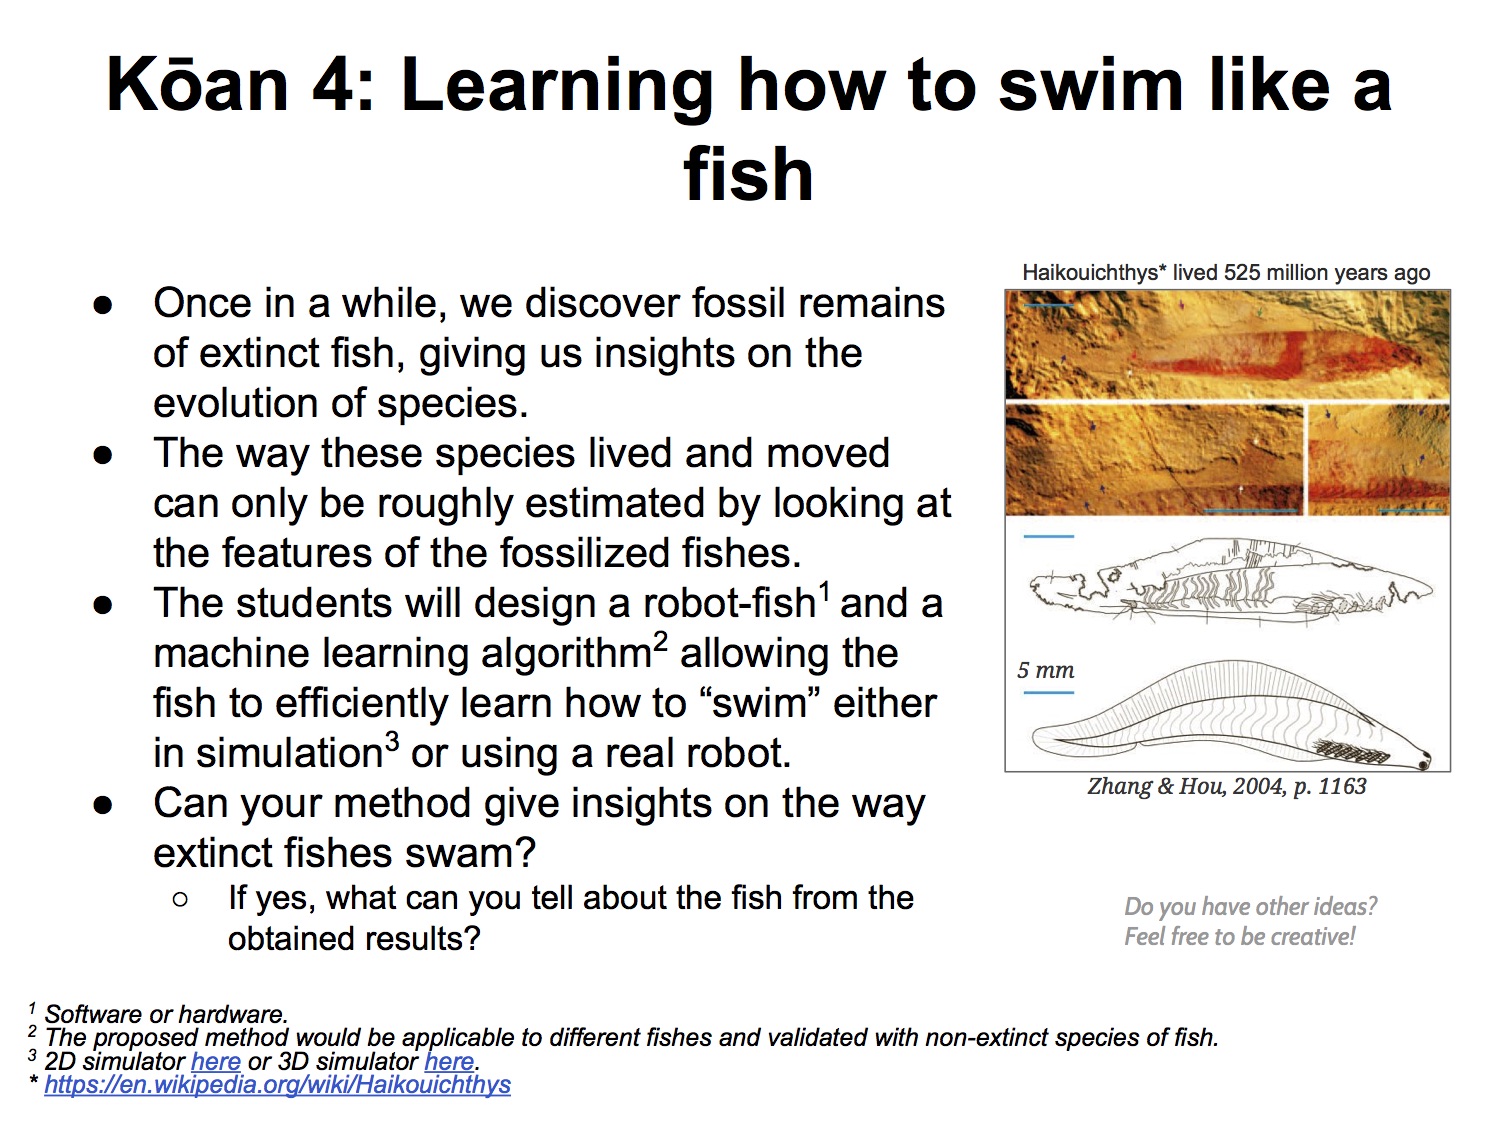 Kōan 4: Learning how to swim like a
fish
● Once in a while, we discover fossil remains
of extinct fish, giving us insights on the
evolution of species.
● The way these species lived and moved
can only be roughly estimated by looking at
the features of the fossilized fishes.
● The students will design a robot-fish¹ and a
machine learning algorithm² allowing the
fish to efficiently learn how to “swim” either
in simulation³ or using a real robot.
● Can your method give insights on the way
extinct fishes swam?
○ If yes, what can you tell about the fish from the
obtained results?
Haikouichthys* lived 525 million years ago
5 mm
Zhang & Hou, 2004, p. 1163
Do you have other ideas?
Feel free to be creative!
¹ Software or hardware.
² The proposed method would be applicable to different fishes and validated with non-extinct species of fish.
³ 2D simulator here or 3D simulator here.
* https://en.wikipedia.org/wiki/Haikouichthys